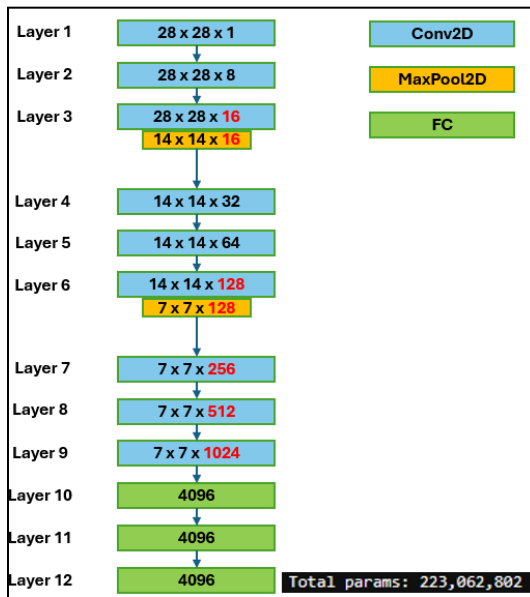 Layer 1 28 x 28 x 1 Conv2D
Layer 2 28 x 28 x 8 MaxPool2D
Layer 3 28 x 28 x 16 FC
14 x 14 x 16
Layer 4 14 x 14 x 32
Layer 5 14 x 14 x 64
Layer 6 14 x 14 x 128
7 x 7 x 128
Layer 7 7 x 7 x 256
Layer 8 7 x 7 x 512
Layer 9 7 x 7 x 1024
Layer 10 4096
Layer 11 4096
Layer 12 4096 Total params: 223,062,802